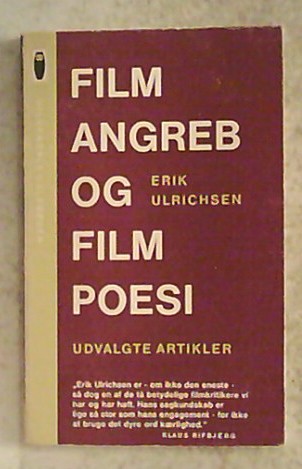 FILM
ANGREB
OG
ERIK
ULRICHSEN
FILM
POESI
UDVALGTE ARTIKLER
„Erik Ulrichsen er - om ikke den eneste -
så dog en af de få betydelige filmkritikere vi
har og har haft. Hans sagkundskab er
lige så stor som hans engagement - for ikke
at bruge det dyre ord kærlighed."
KLAUS RIFBJERG